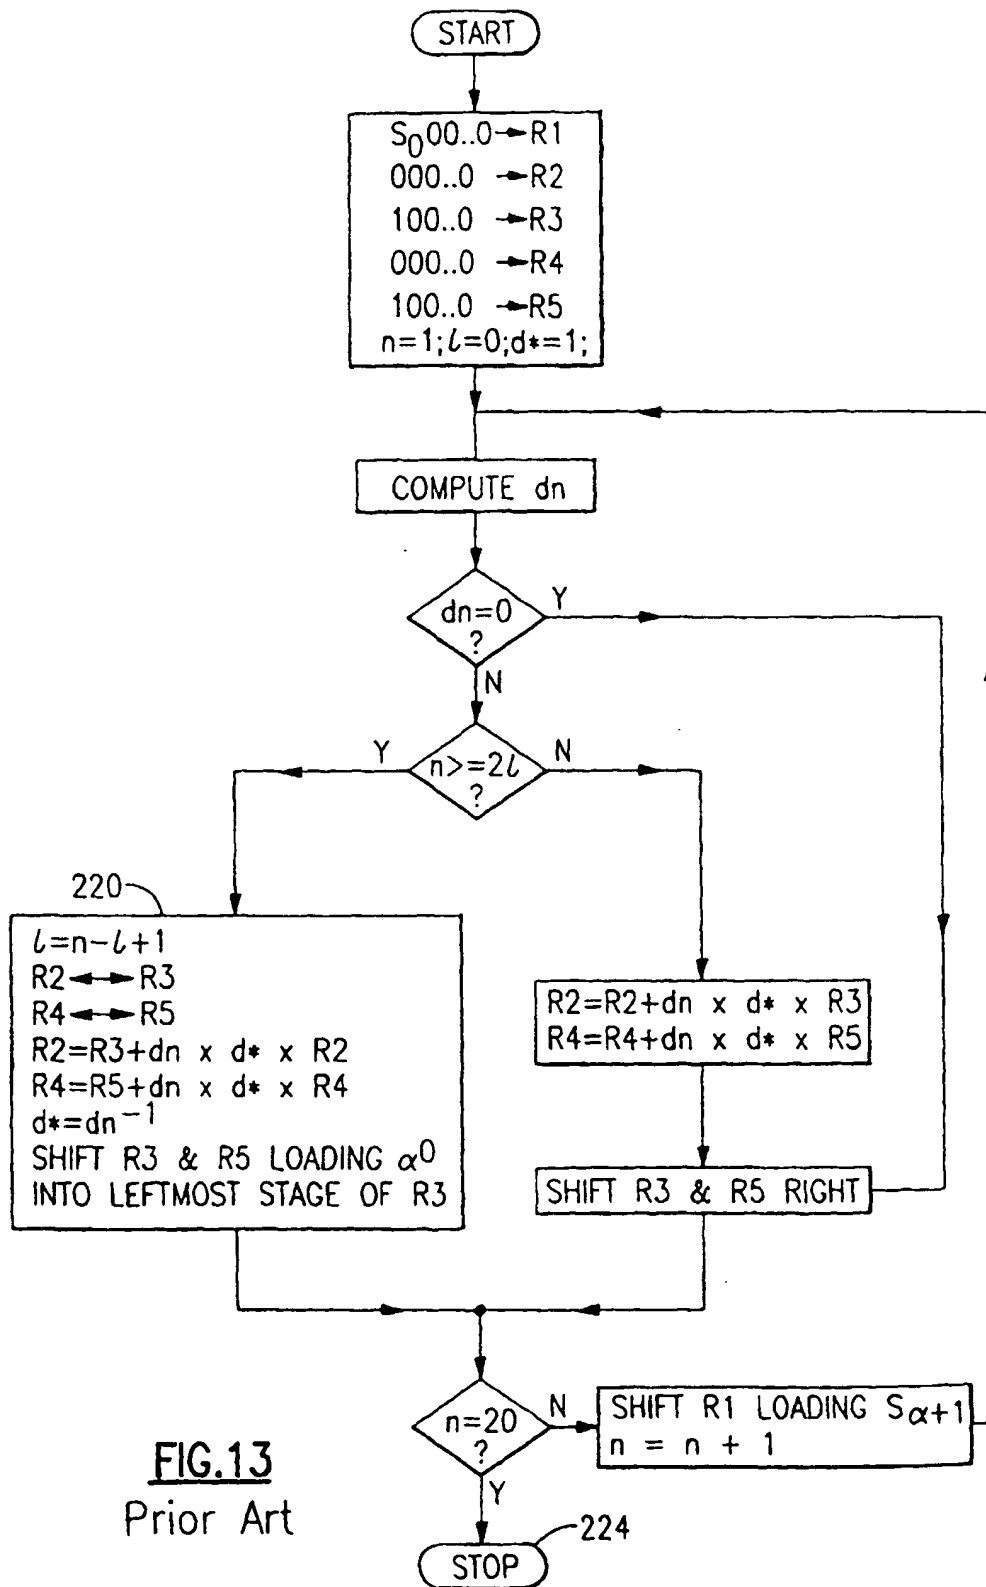 START
S₀00..0→R1
000..0 →R2
100..0 →R3
000..0 →R4
100..0 →R5
n=1;ℓ=0;d*=1;
COMPUTE dn
dn=0
?
Y
N
n>=2ℓ
?
Y
N
220
ℓ=n-ℓ+1
R2↔R3
R4↔R5
R2=R3+dn x d* x R2
R4=R5+dn x d* x R4
d*=dn⁻¹
SHIFT R3 & R5 LOADING α⁰
INTO LEFTMOST STAGE OF R3
R2=R2+dn x d* x R3
R4=R4+dn x d* x R5
SHIFT R3 & R5 RIGHT
n=20
?
N
Y
SHIFT R1 LOADING Sα+1
n = n + 1
FIG.13
Prior Art
STOP
224